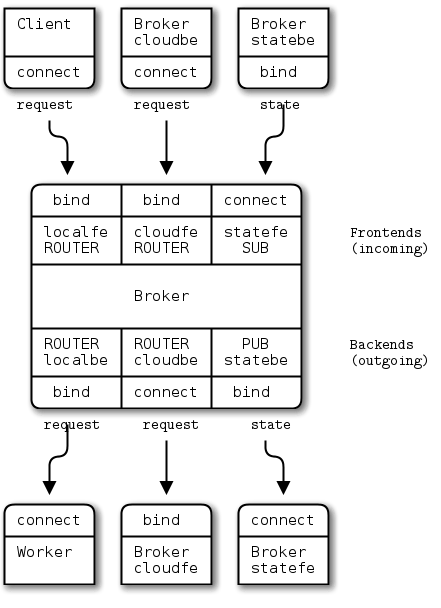 Client
connect
request
Broker
cloudbe
connect
request
Broker
statebe
bind
state
bind
bind
connect
localfe
ROUTER
cloudfe
ROUTER
statefe
SUB
Frontends
(incoming)
Broker
ROUTER
localbe
ROUTER
cloudbe
PUB
statebe
Backends
(outgoing)
bind
connect
bind
request
request
state
connect
Worker
bind
Broker
cloudfe
connect
Broker
statefe